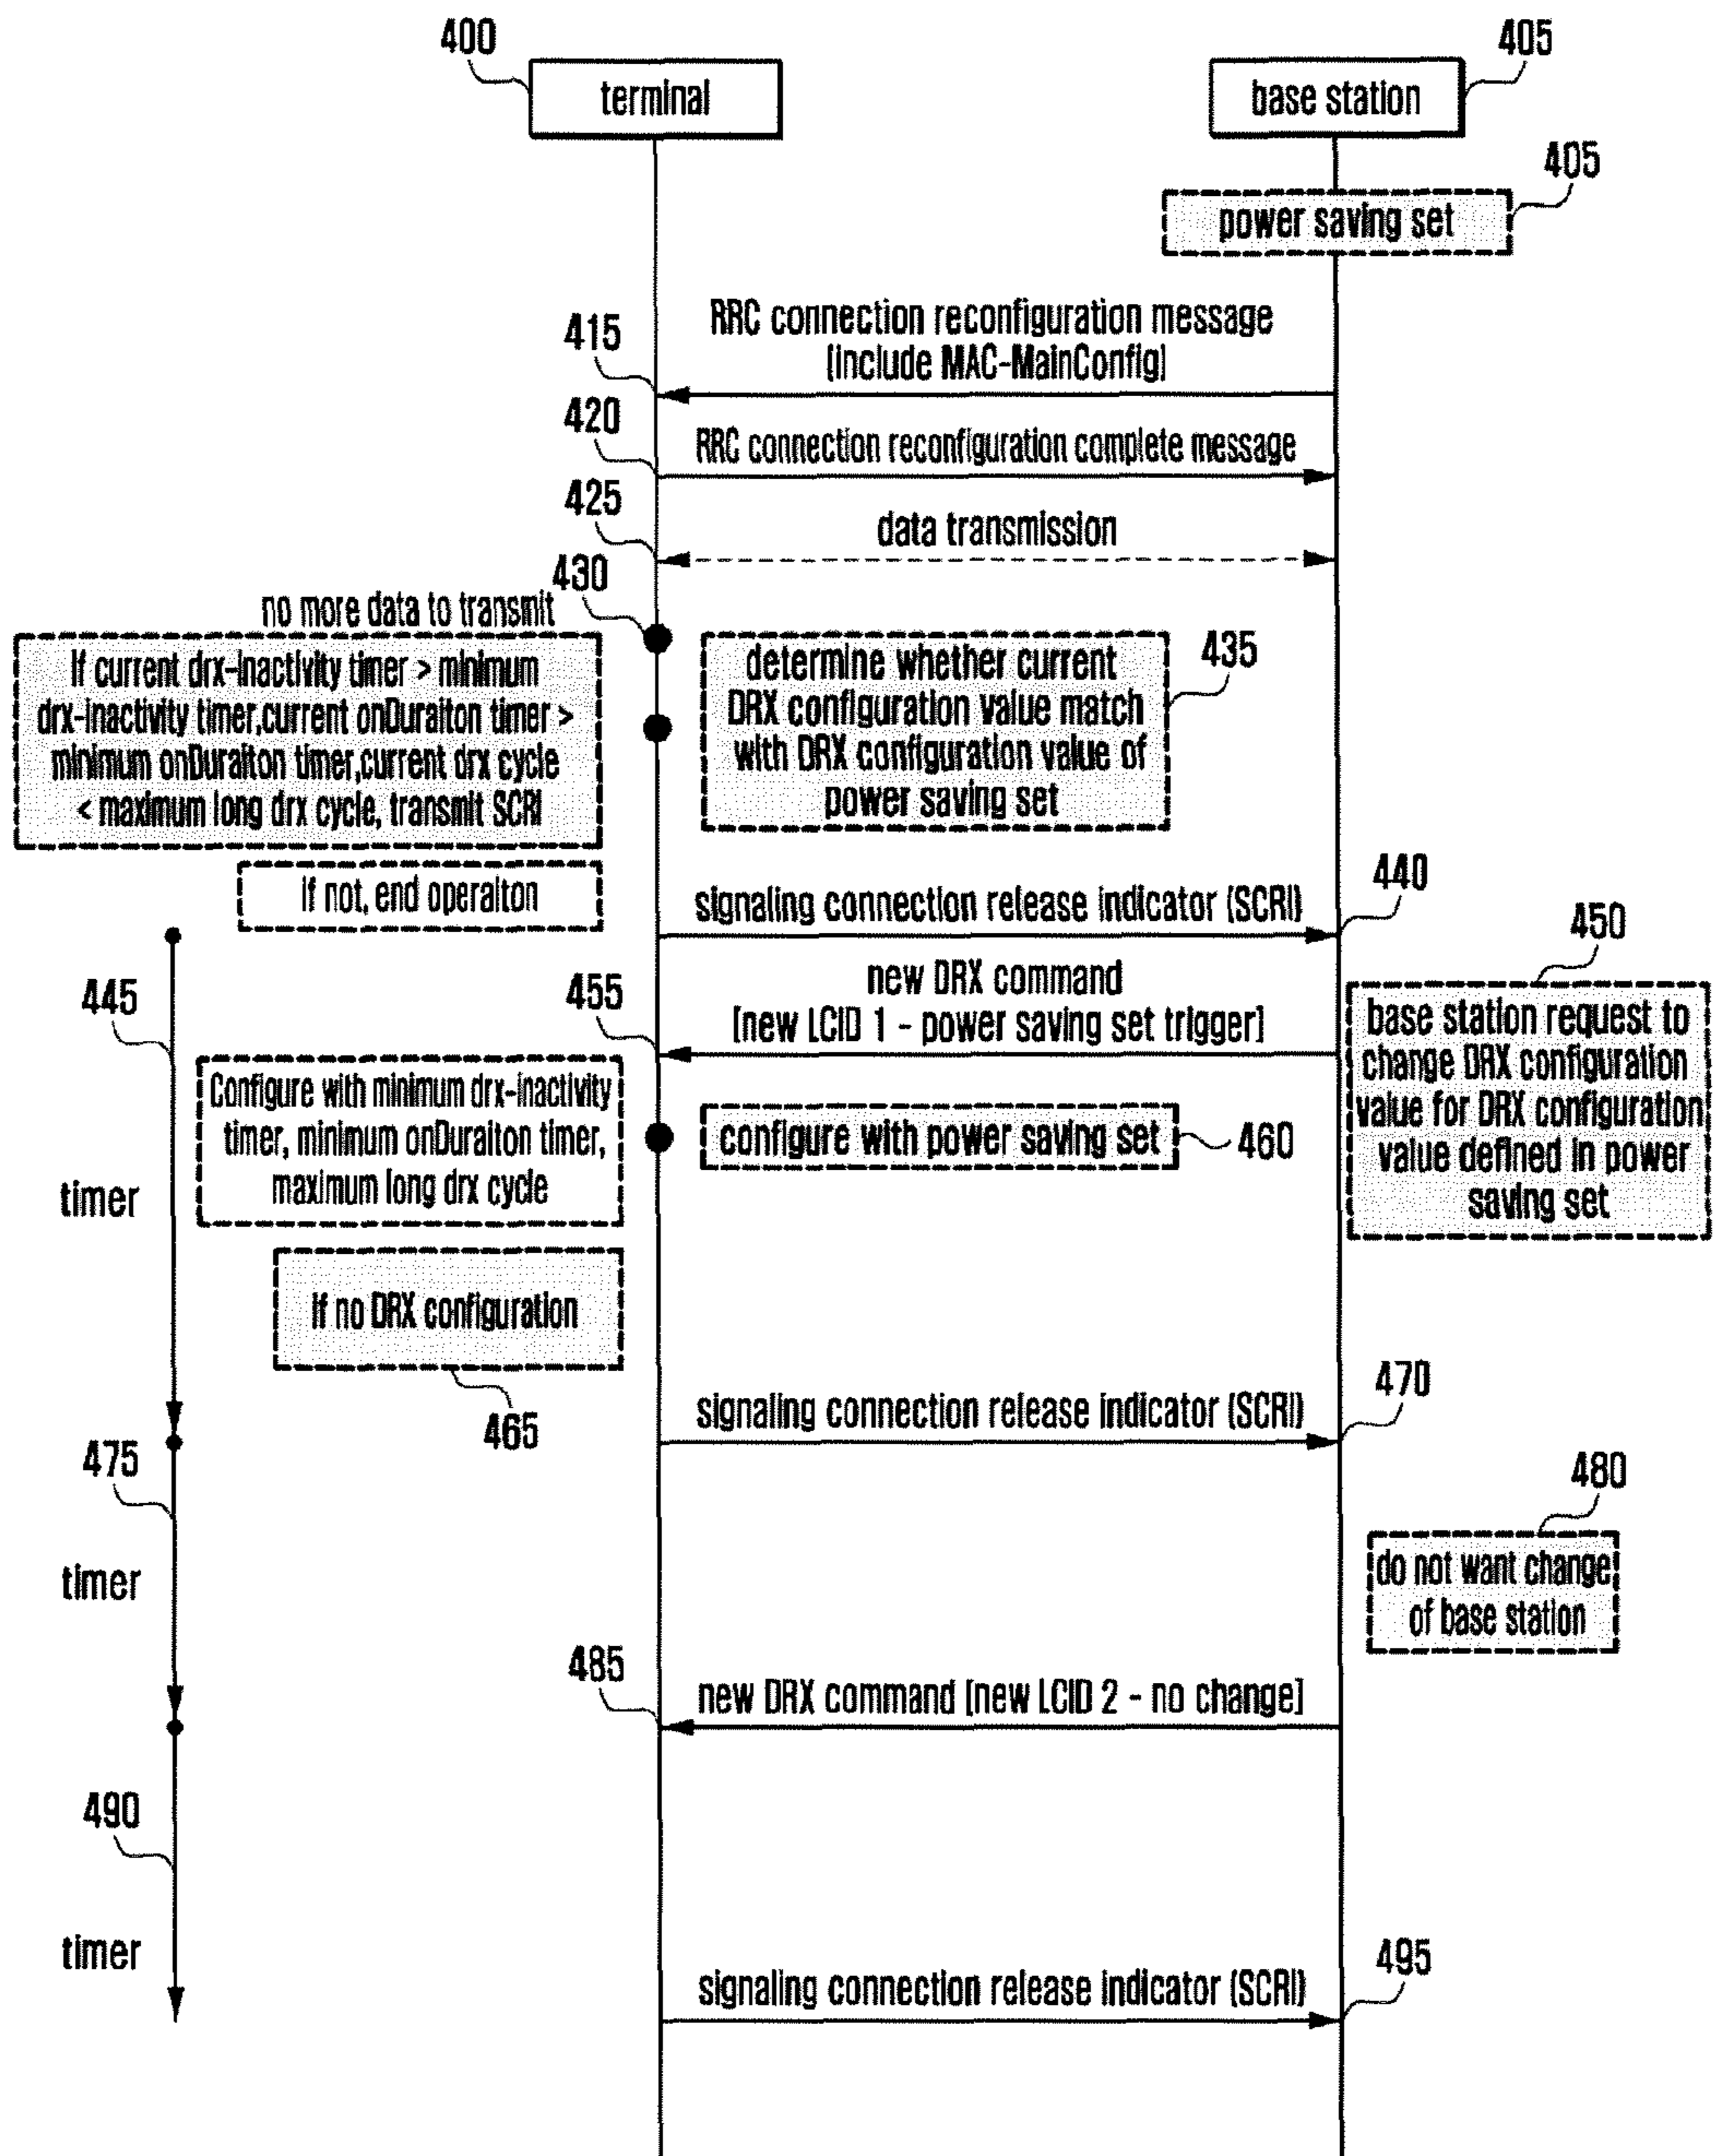 400
405
terminal
base station
405
power saving set
RRC connection reconfiguration message
[include MAC-MainConfig]
415
420
RRC connection reconfiguration complete message
425
data transmission
430
no more data to transmit
If current drx-inactivity timer > minimum
drx-inactivity timer,current onDuraiton timer >
minimum onDuraiton timer,current drx cycle
< maximum long drx cycle, transmit SCRI
determine whether current
DRX configuration value match
with DRX configuration value of
power saving set
435
If not, end operaiton
signaling connection release indicator (SCRI)
440
450
445
455
new DRX command
[new LCID 1 - power saving set trigger]
base station request to
change DRX configuration
value for DRX configuration
value defined in power
saving set
Configure with minimum drx-inactivity
timer, minimum onDuraiton timer,
maximum long drx cycle
configure with power saving set
460
timer
If no DRX configuration
465
signaling connection release indicator (SCRI)
470
475
480
timer
do not want change
of base station
485
new DRX command [new LCID 2 - no change]
490
timer
signaling connection release indicator (SCRI)
495